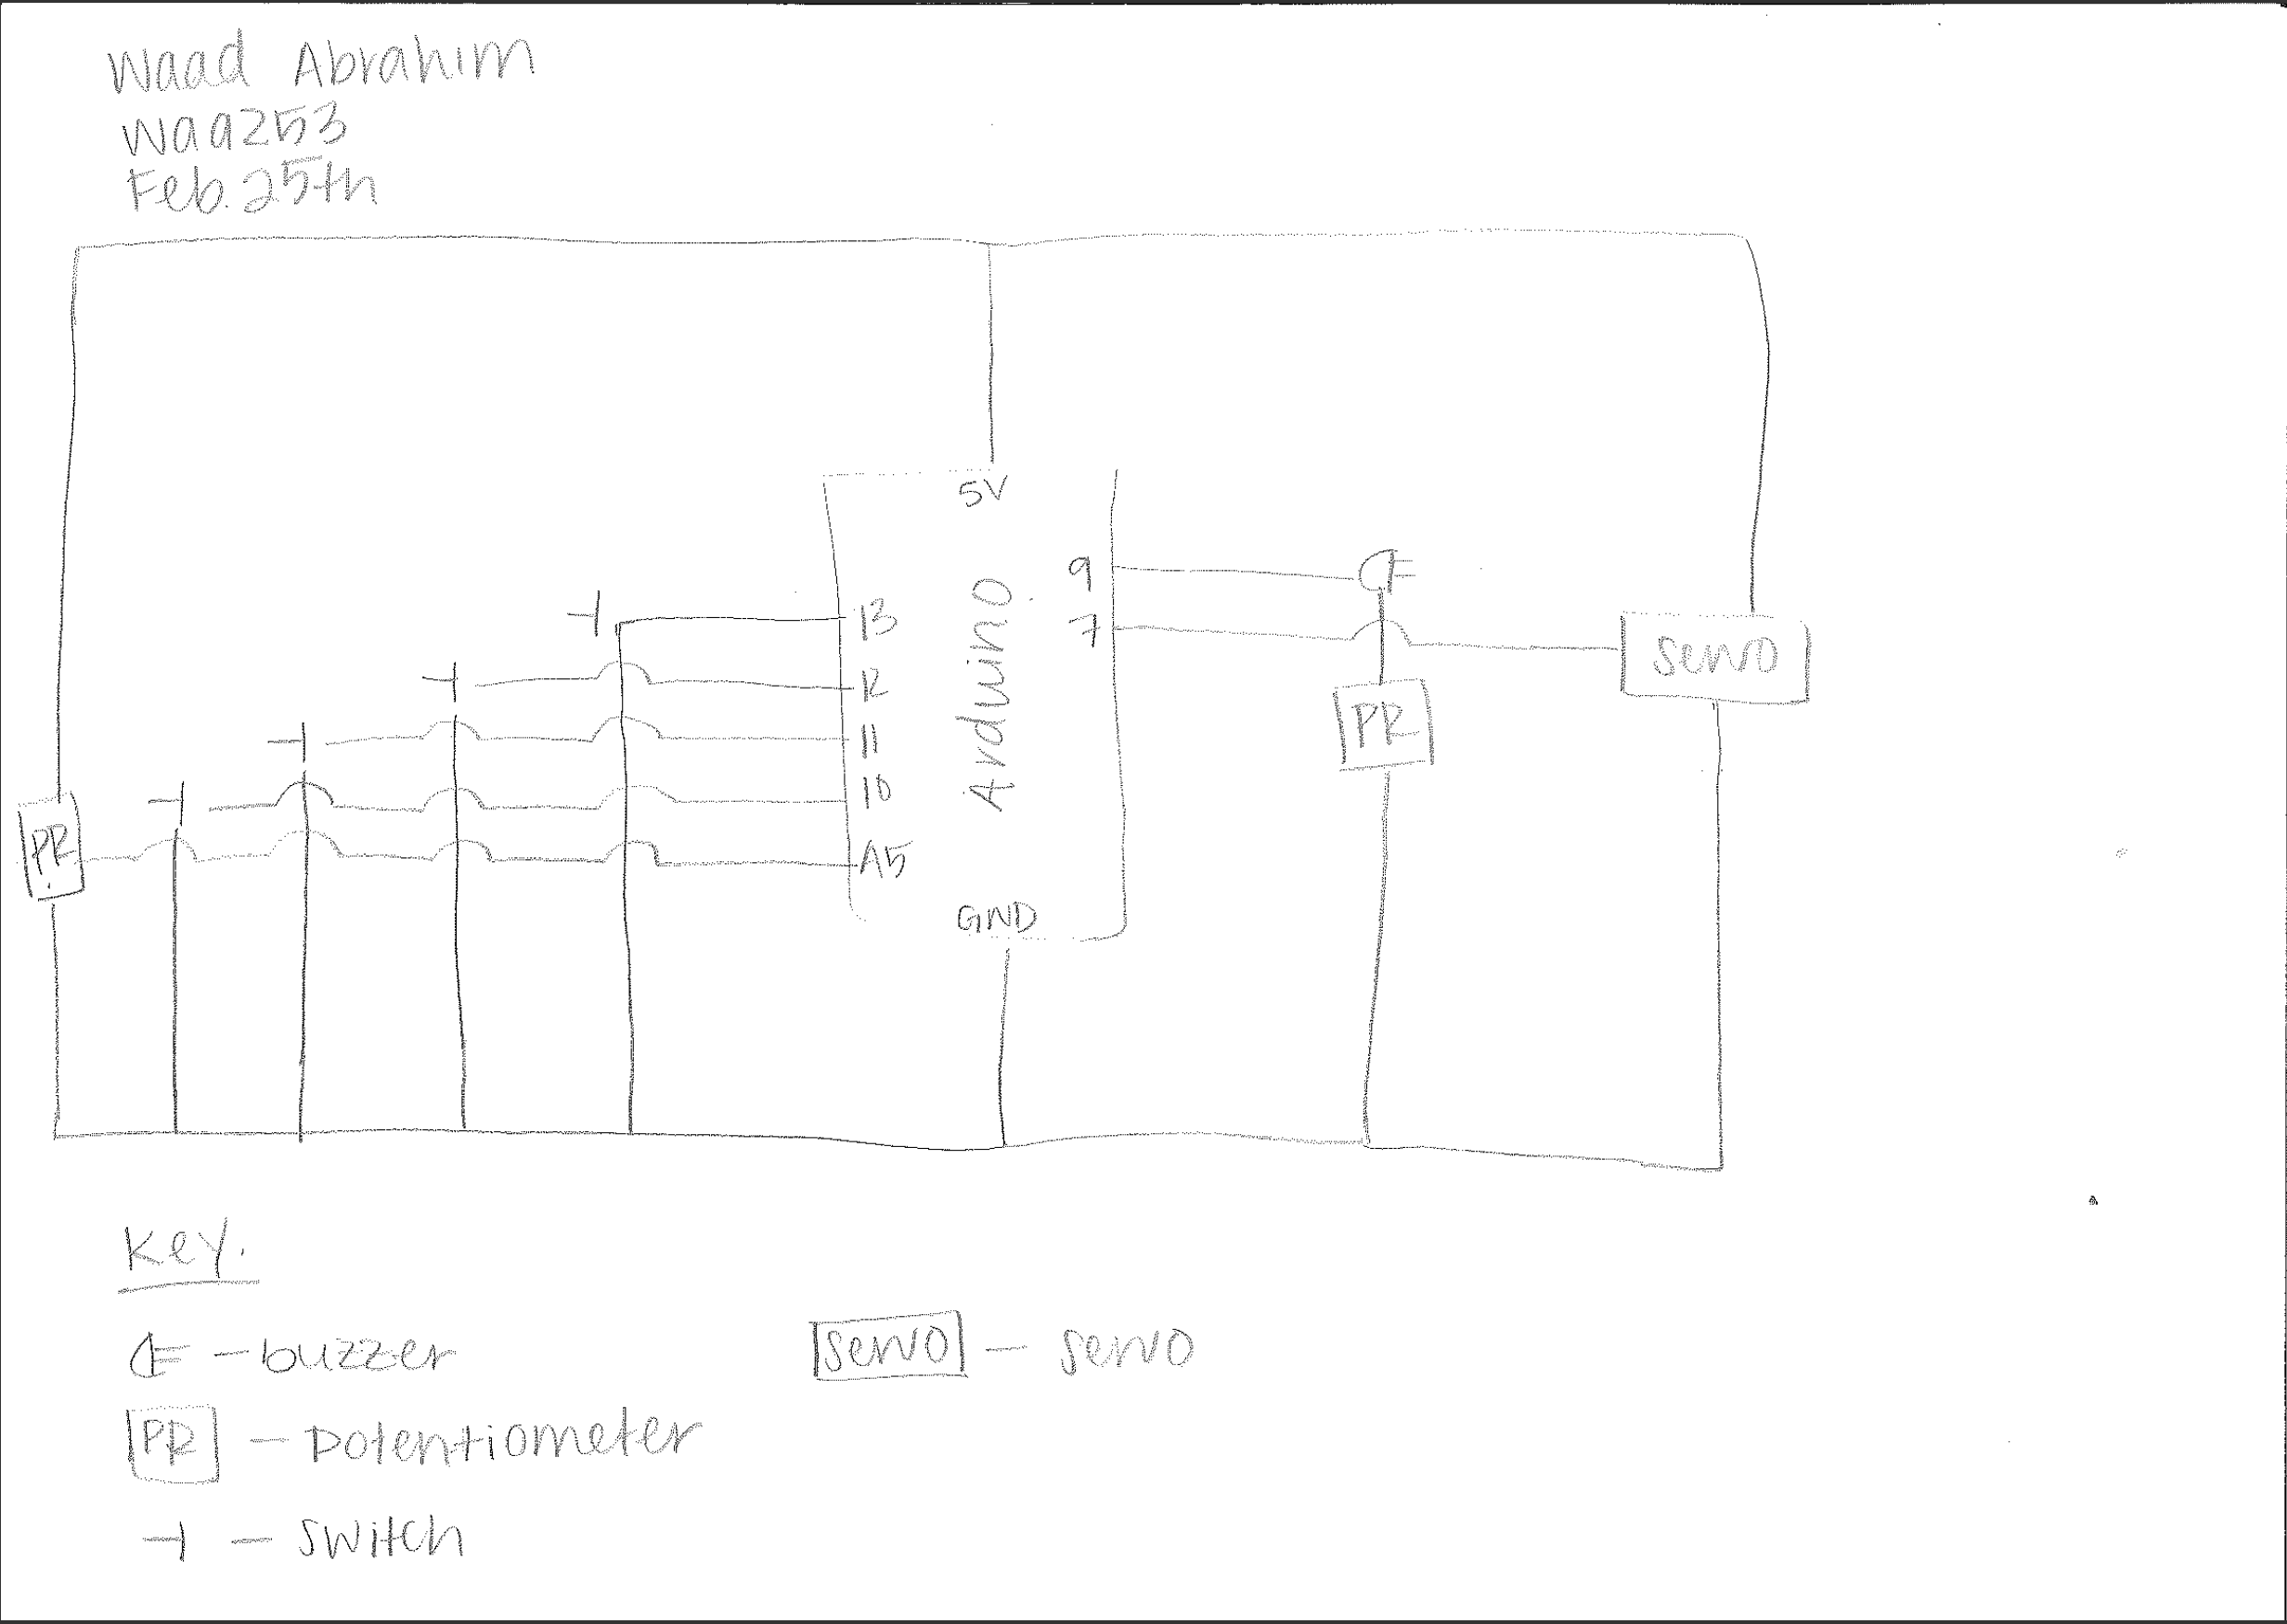 Waad Abrahim
waa253
Feb. 25th
5V
9
13
7
Arduino
servo
12
PR
11
10
PR
A5
GND
Key.
- buzzer
servo - servo
PR - potentiometer
- switch